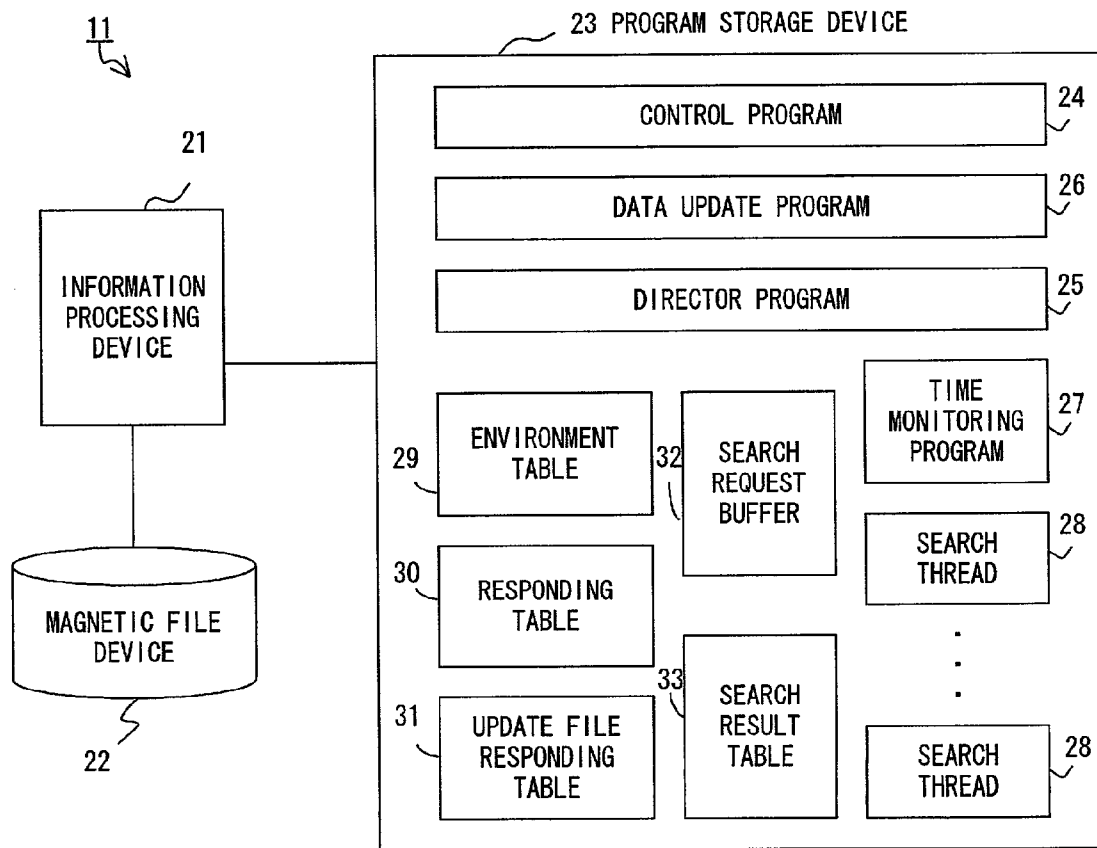 11
23 PROGRAM STORAGE DEVICE
CONTROL PROGRAM
24
21
DATA UPDATE PROGRAM
26
INFORMATION
PROCESSING
DEVICE
DIRECTOR PROGRAM
25
ENVIRONMENT
TABLE
29
SEARCH
REQUEST
BUFFER
32
TIME
MONITORING
PROGRAM
27
SEARCH
THREAD
28
MAGNETIC FILE
DEVICE
22
30
RESPONDING
TABLE
31
UPDATE FILE
RESPONDING
TABLE
33
SEARCH
RESULT
TABLE
SEARCH
THREAD
28